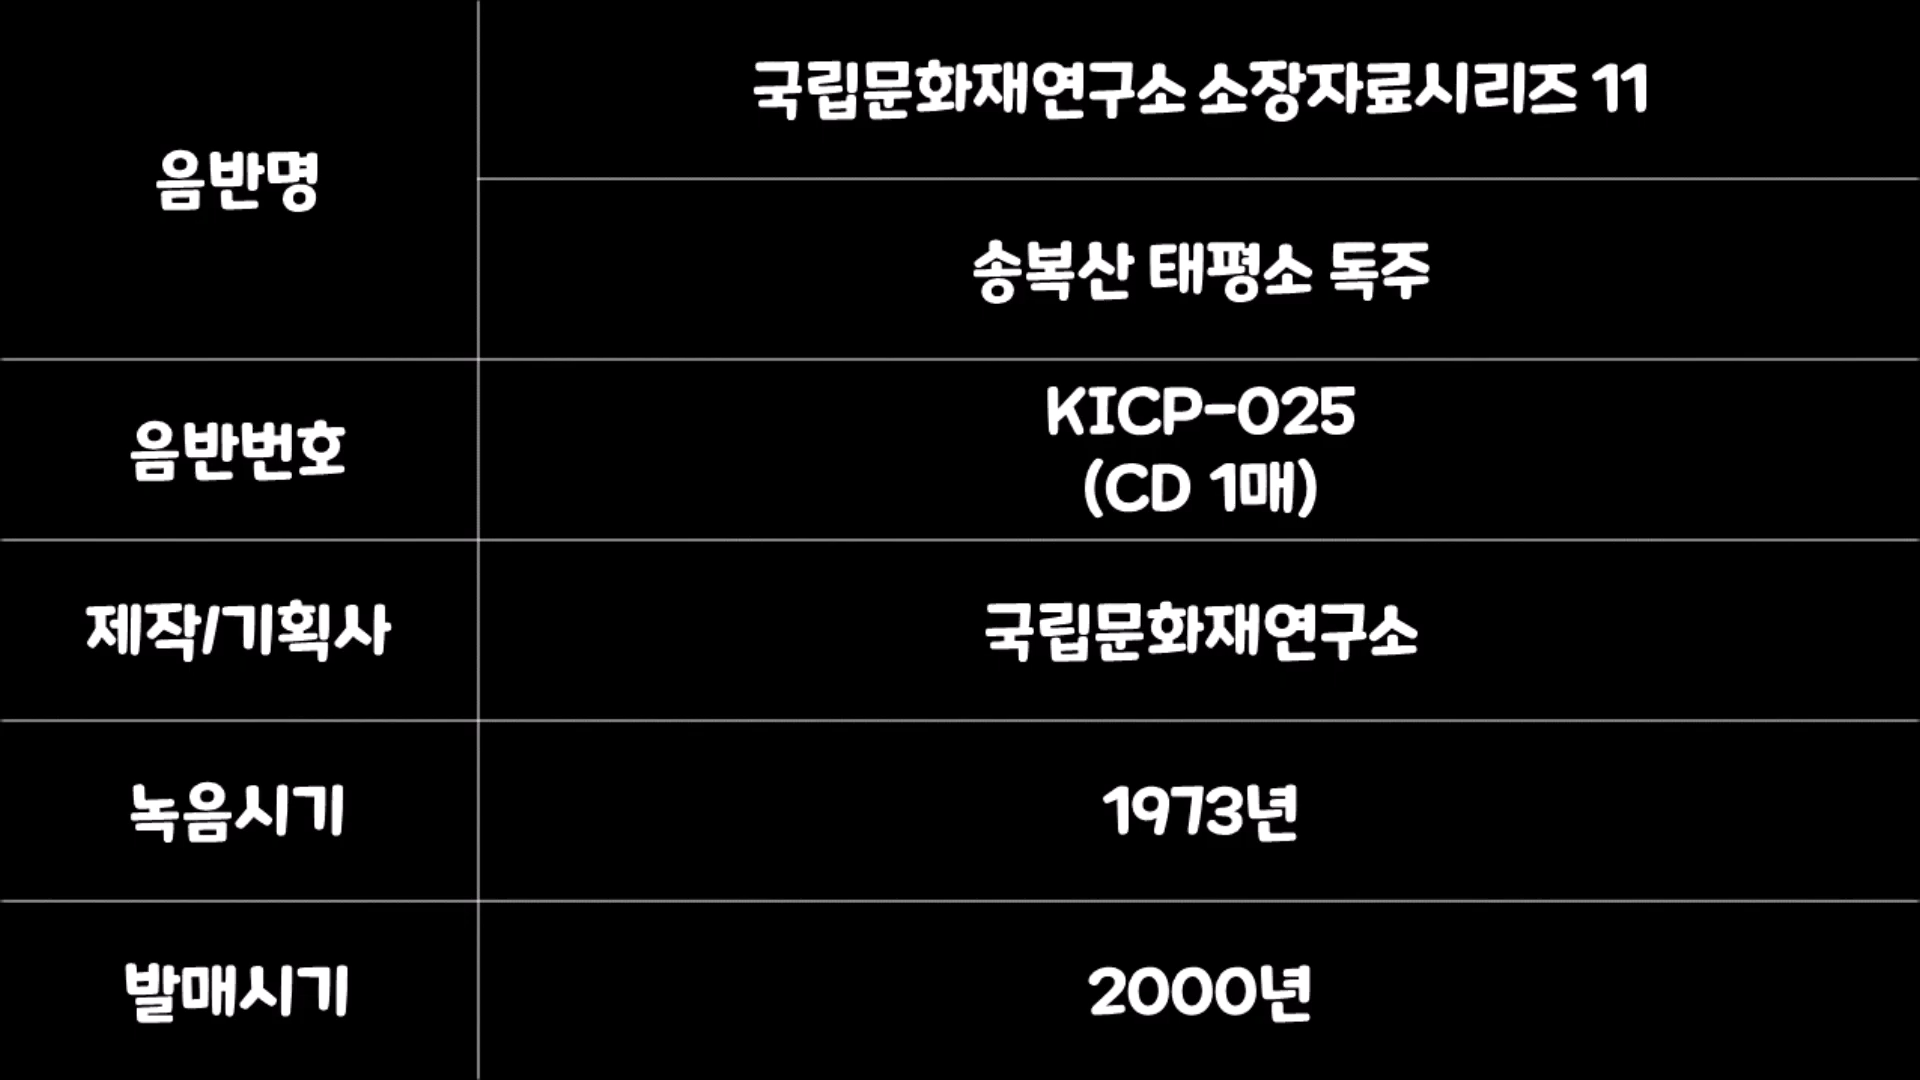 음반명
국립문화재연구소 소장자료시리즈 11
송복산 태평소 독주
음반번호
KICP-025
(CD 1매)
제작/기획사
국립문화재연구소
녹음시기
1973년
발매시기
2000년